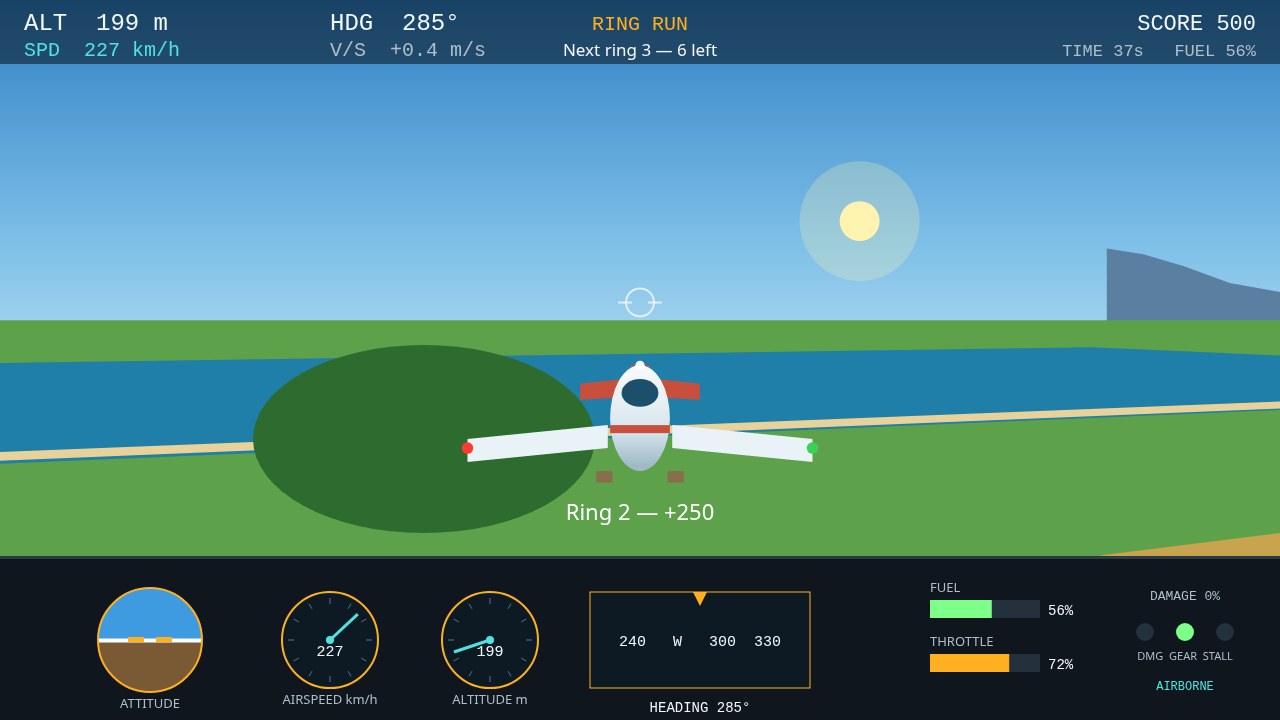 ALT 199 m
SPD 227 km/h
HDG 285°
V/S +0.4 m/s
RING RUN
Next ring 3 — 6 left
SCORE 500
TIME 37s FUEL 56%
Ring 2 — +250
ATTITUDE
227
AIRSPEED km/h
199
ALTITUDE m
240 W 300 330
HEADING 285°
FUEL
56%
THROTTLE
72%
DAMAGE 0%
DMG GEAR STALL
AIRBORNE